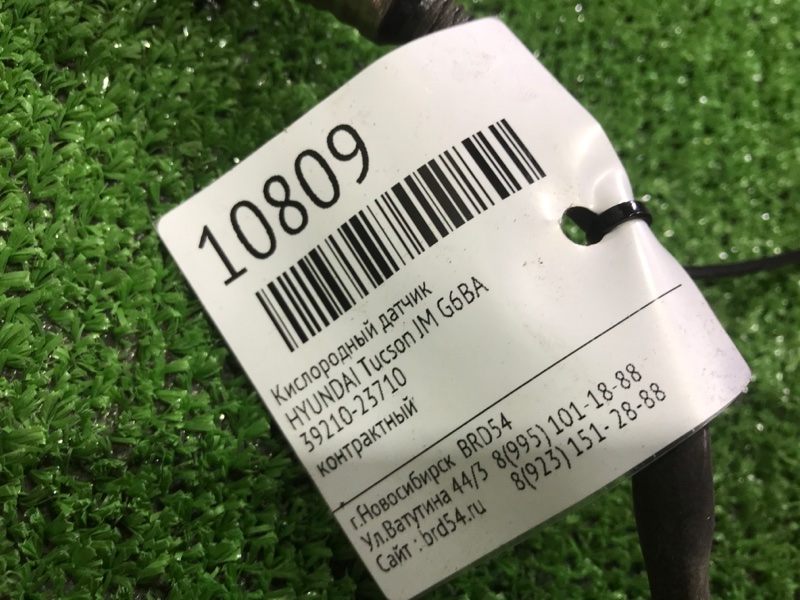 10809
Кислородный датчик
HYUNDAI Tucson JM G6BA
39210-23710
контрактный
г.Новосибирск BRD54
Ул.Ватутина 44/3 8(995) 101-18-88
Сайт : brd54.ru 8(923) 151-28-88